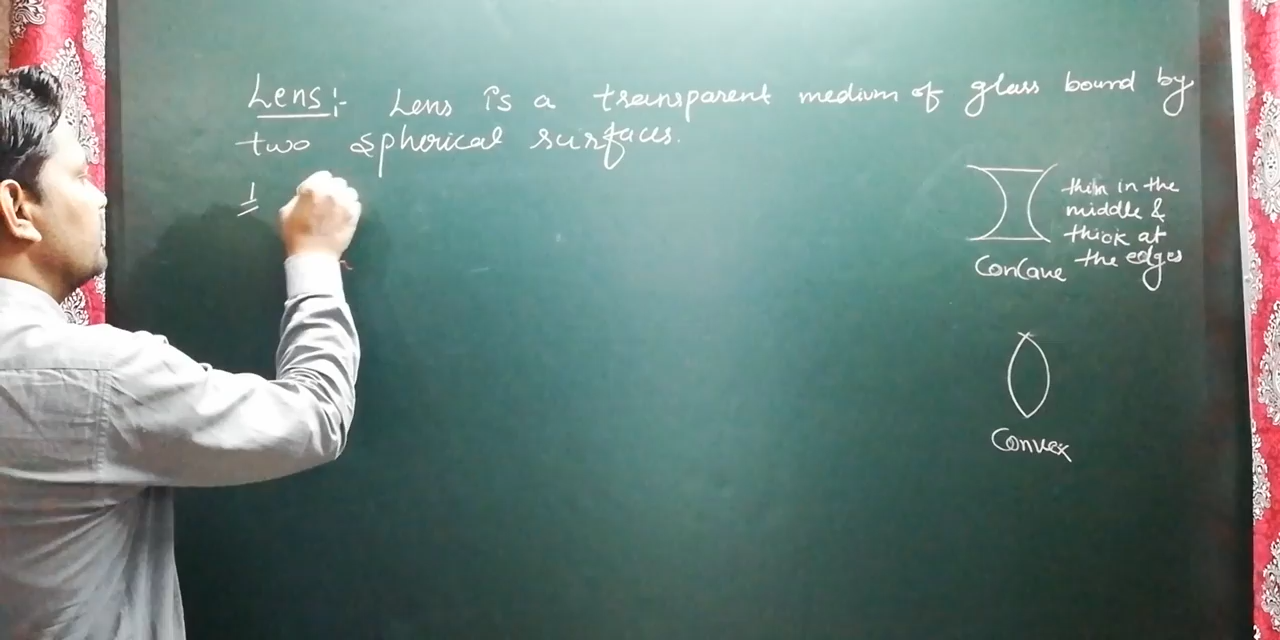 Lens:- Lens is a transparent medium of glass bound by
two spherical surfaces.
1
thin in the
middle &
thick at
the edges
Concave
Convex